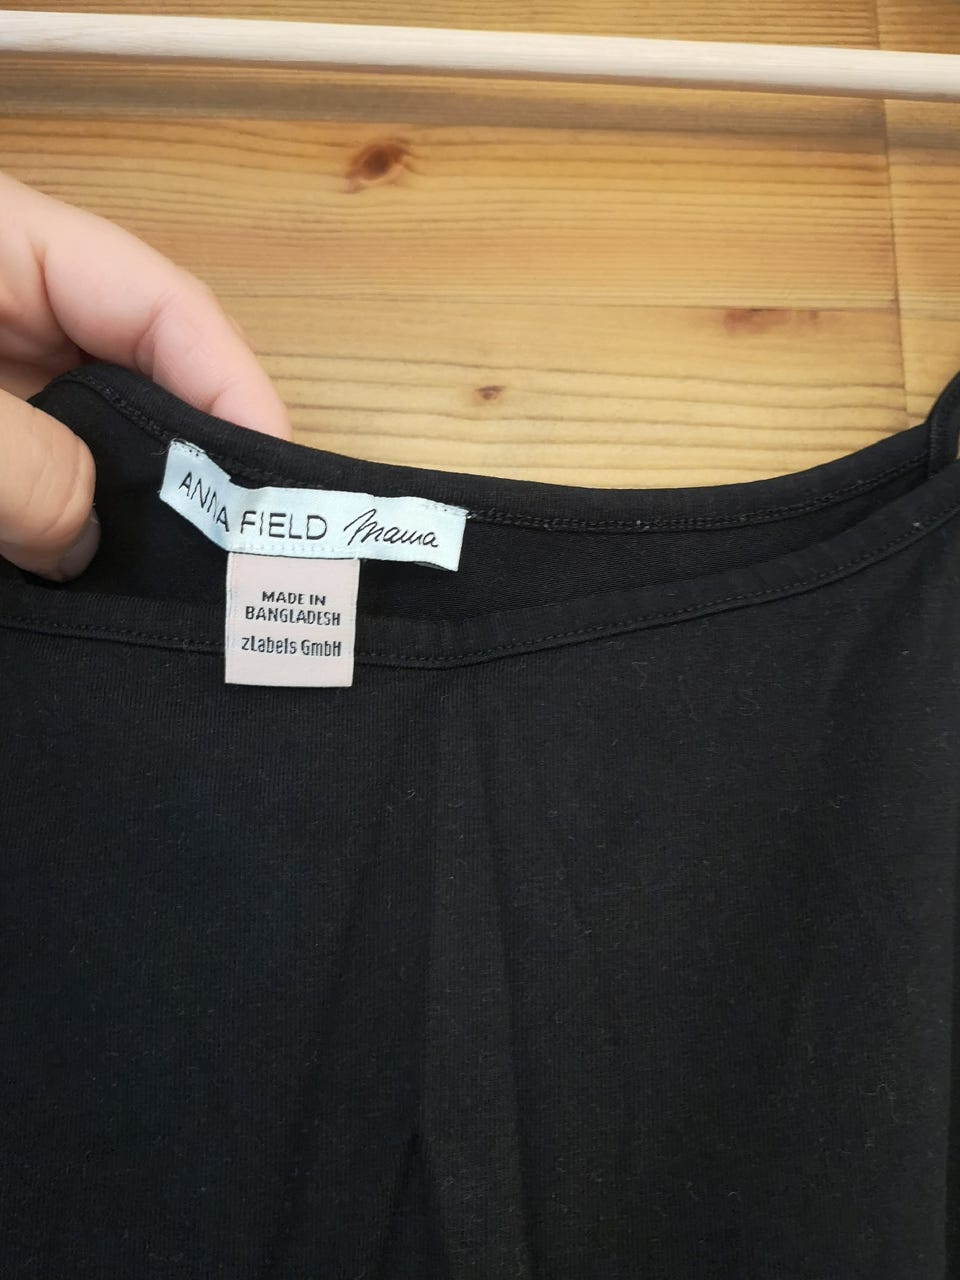 ANNA FIELD Mama
MADE IN
BANGLADESH
zLabels GmbH